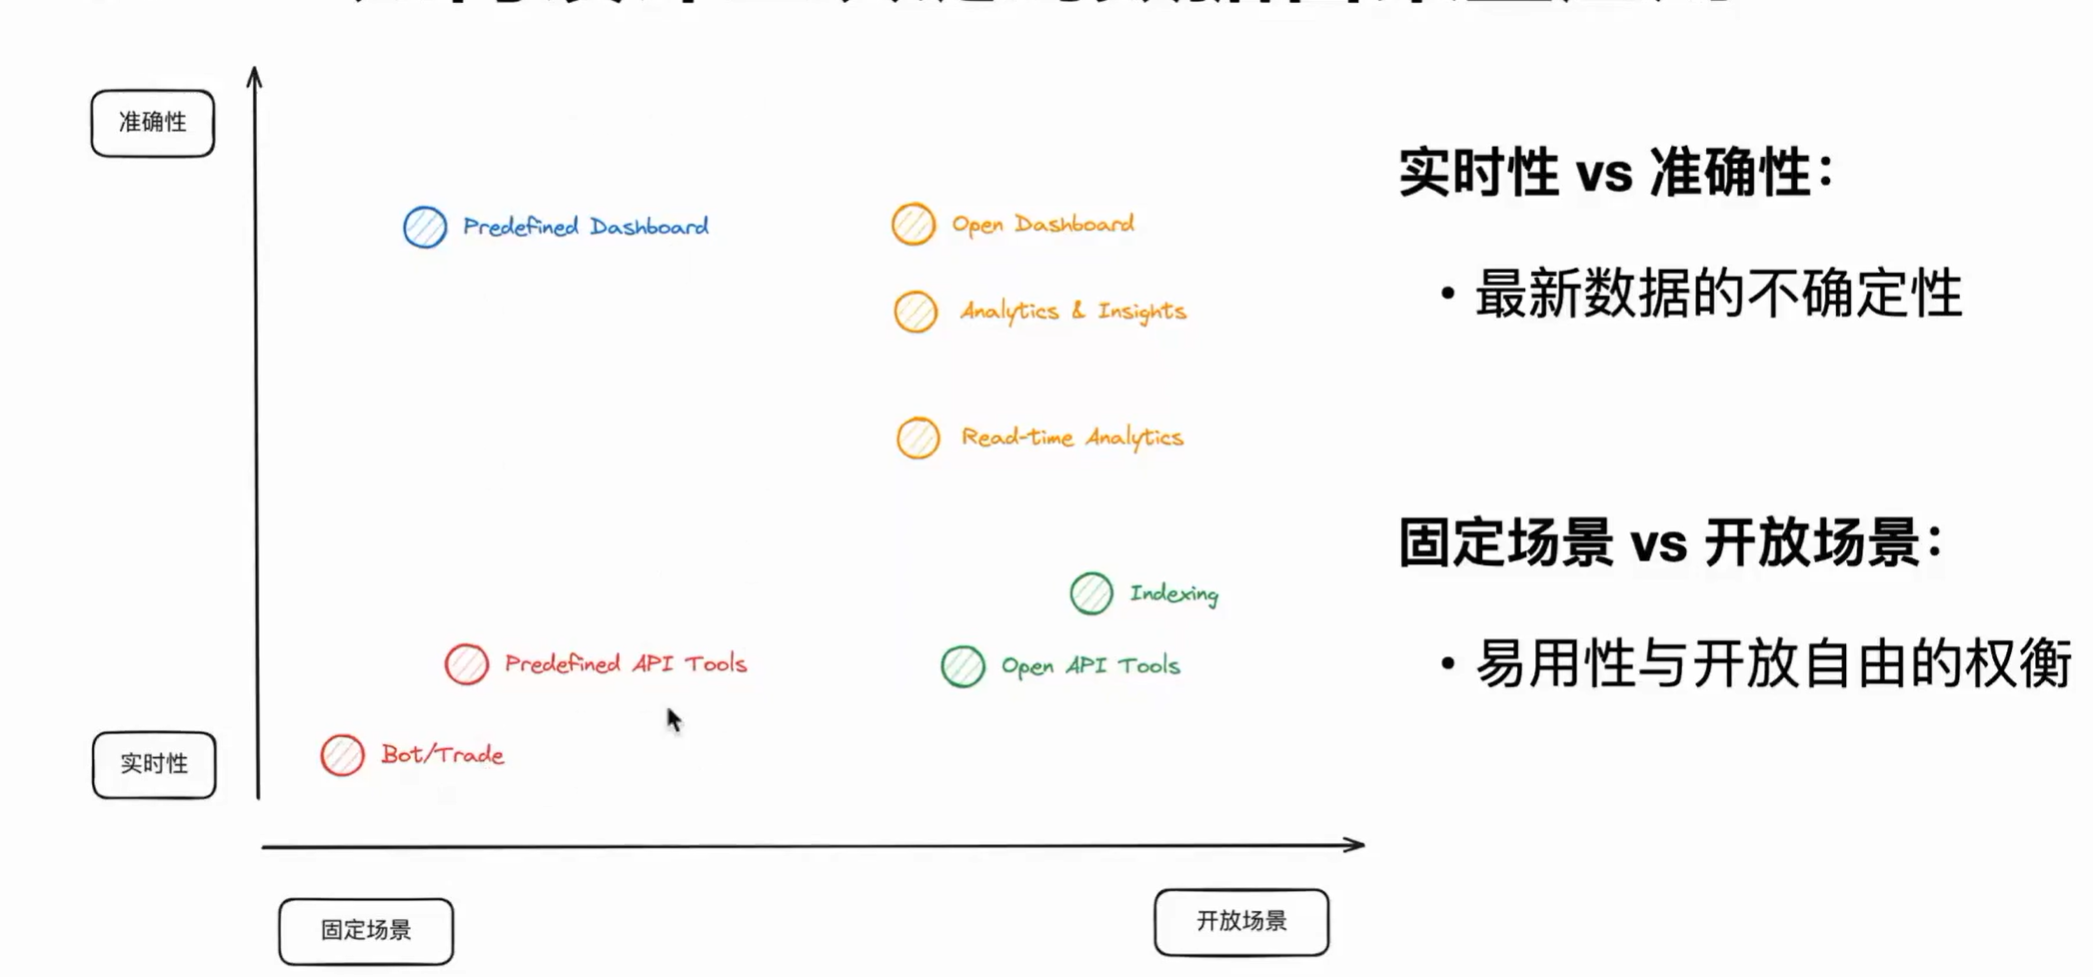 准确性
Predefined Dashboard
Open Dashboard
Analytics & Insights
Read-time Analytics
Indexing
Predefined API Tools
Open API Tools
Bot/Trade
实时性
固定场景
开放场景
实时性 vs 准确性：
• 最新数据的不确定性
固定场景 vs 开放场景：
• 易用性与开放自由的权衡